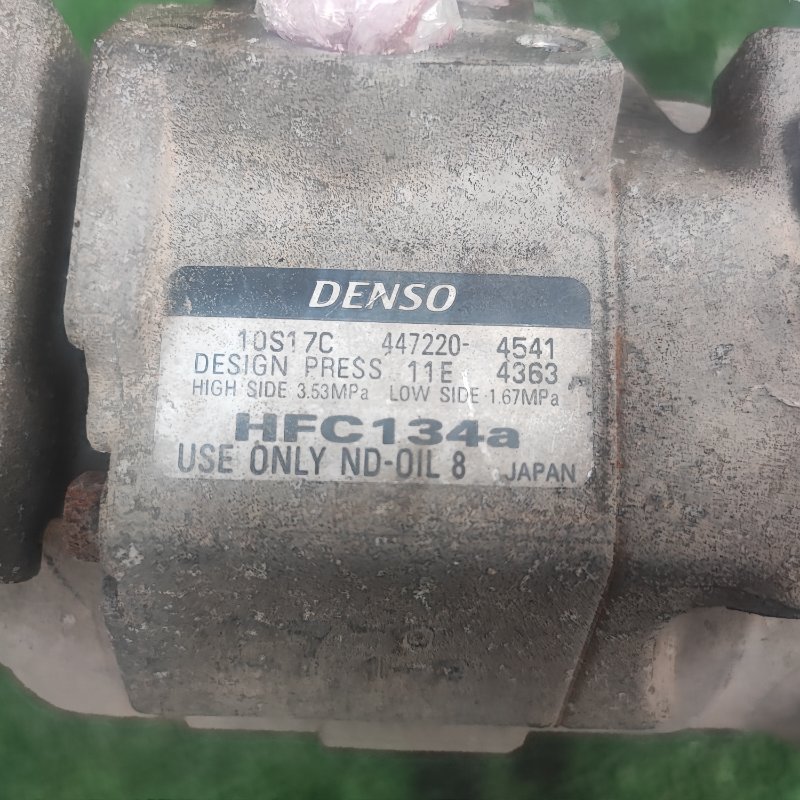 DENSO
10S17C 447220- 4541
DESIGN PRESS 11E 4363
HIGH SIDE 3.53MPa LOW SIDE 1.67MPa
HFC134a
USE ONLY ND-OIL 8 JAPAN